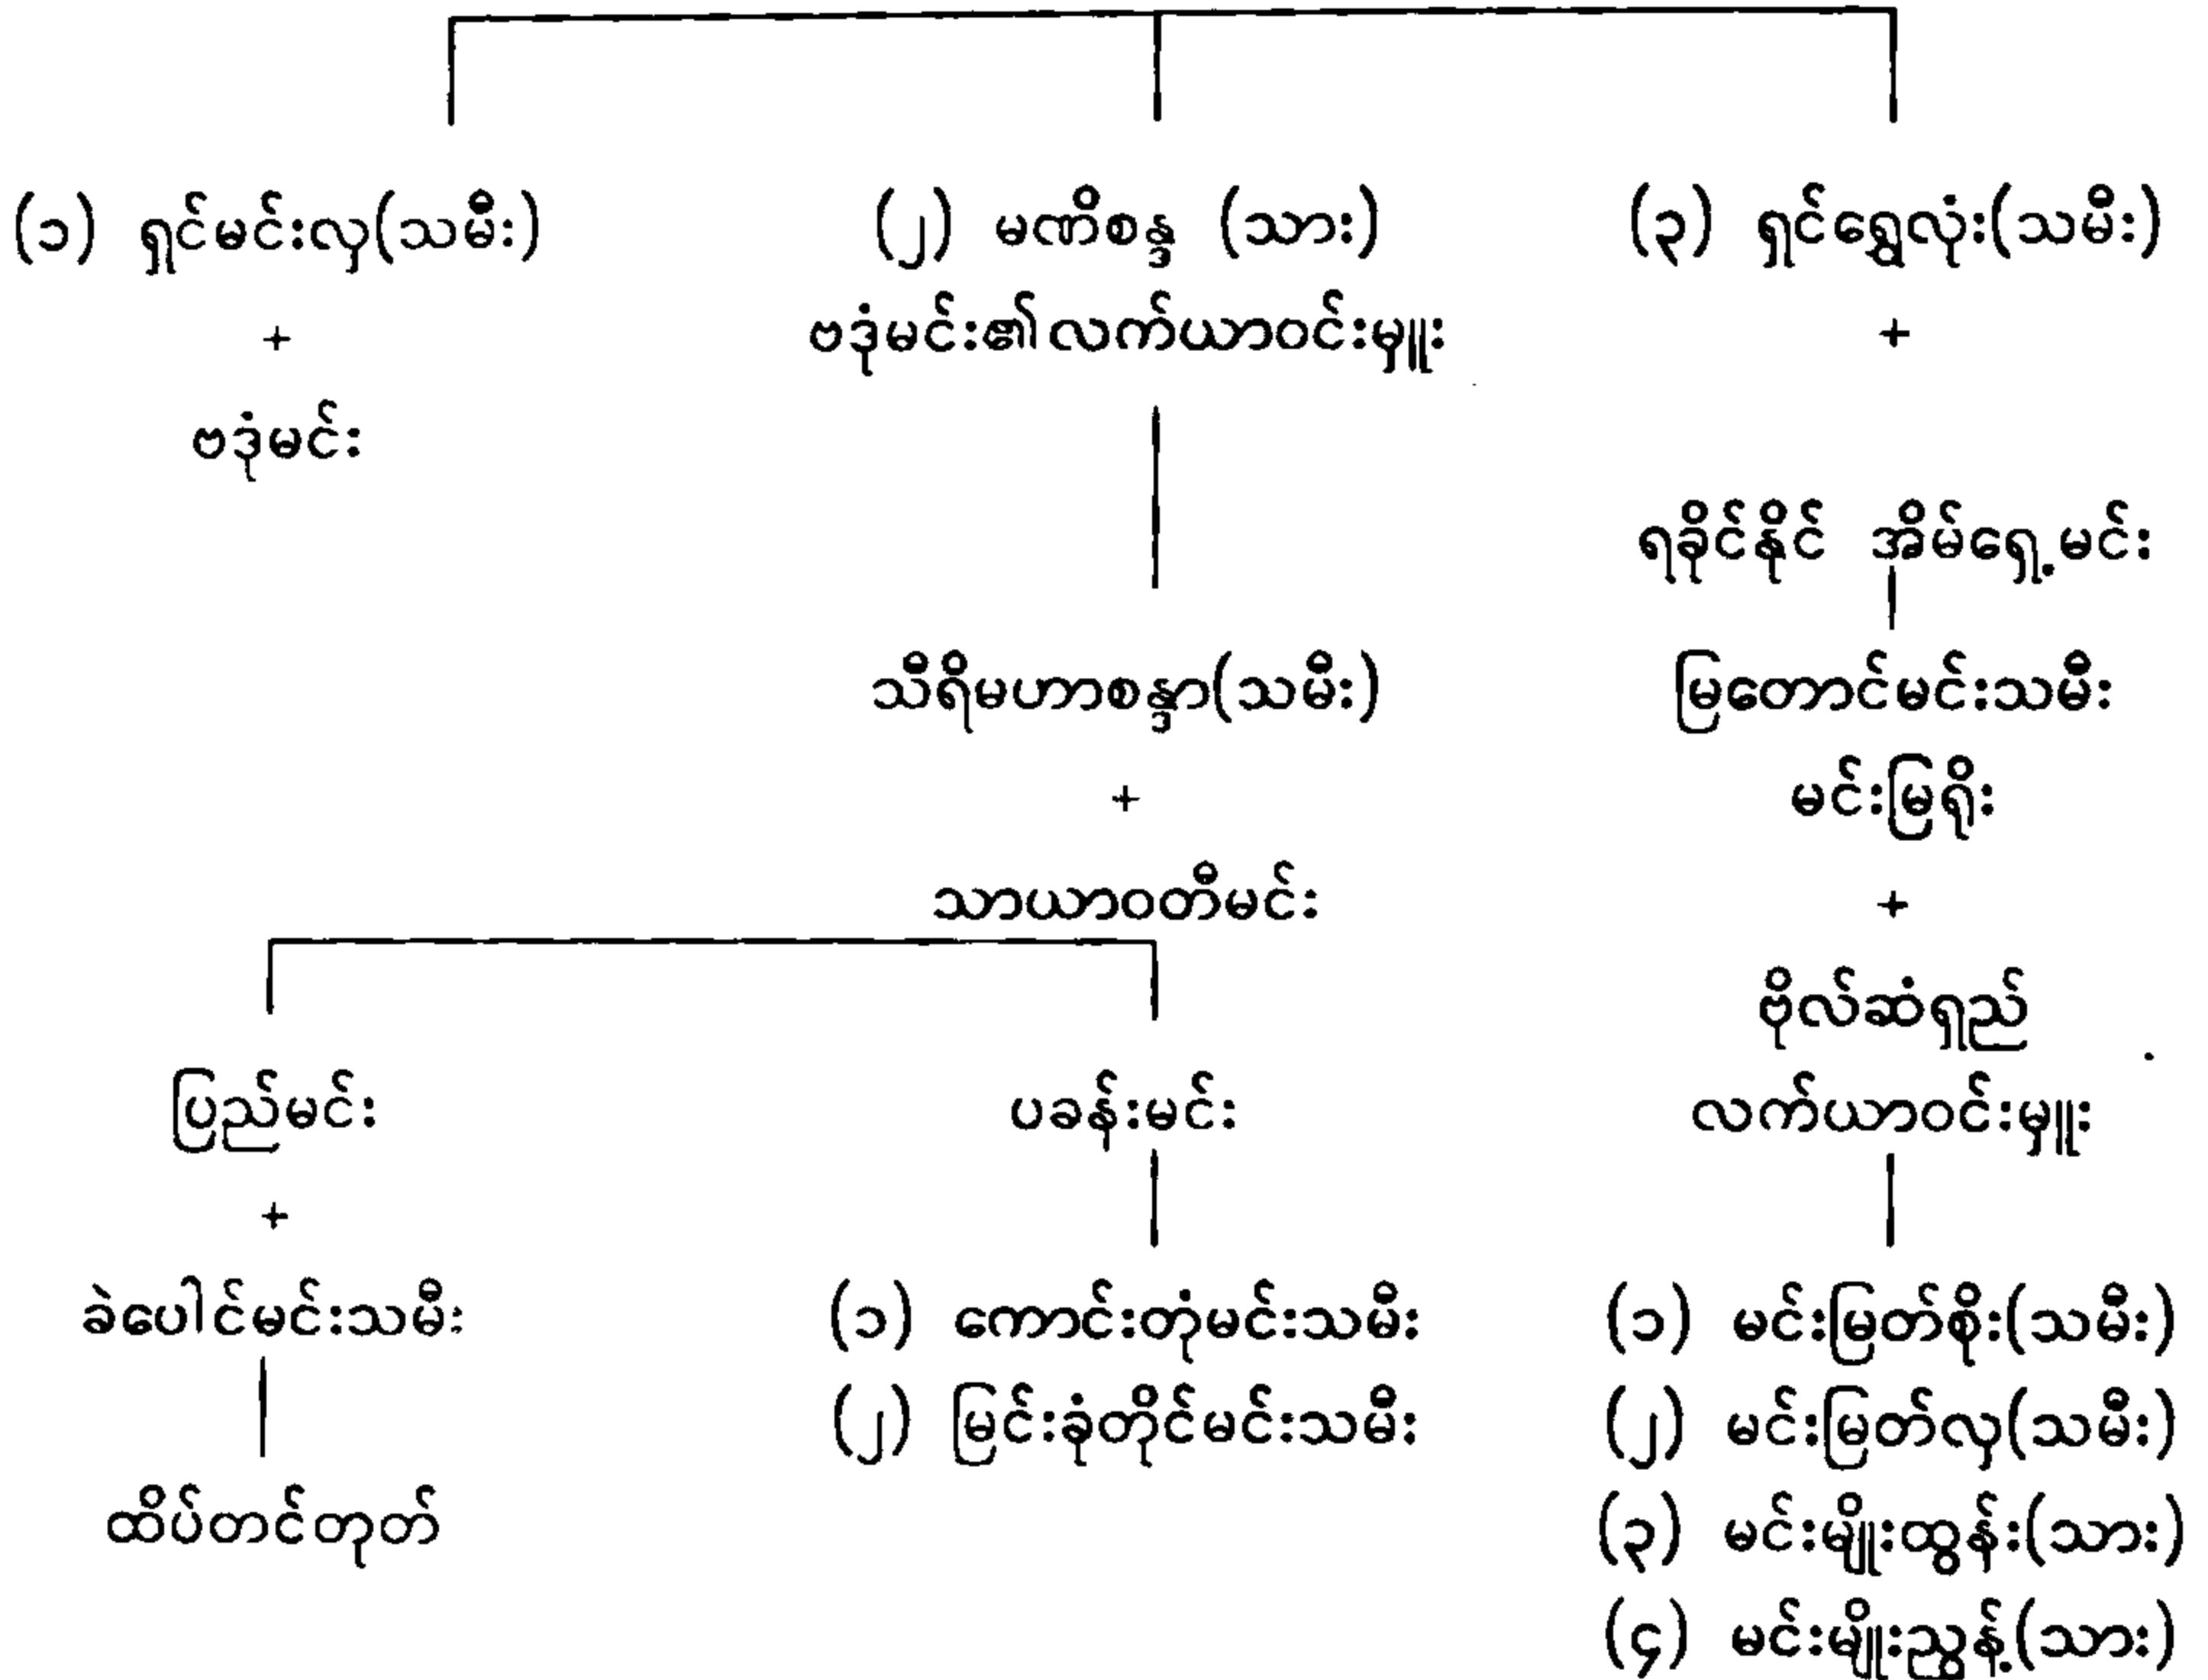 (၁) ရှင်မင်းလှ(သမီး) (၂) မဏိစန္ဒ (သား) (၃) ရှင်ရွှေလုံး(သမီး)
+ ဗဒုံမင်း၏လက်ယာဝင်းမှူး +
ဗဒုံမင်း
ရခိုင်နိုင် အိမ်ရှေ့မင်း
သီရိမဟာစန္ဒာ(သမီး) မြတောင်မင်းသမီး
+ မင်းမြရိုး
သာယာဝတီမင်း +
ဗိုလ်ဆံရှည်
ပြည်မင်း ပခန်းမင်း လက်ယာဝင်းမှူး
+
ခဲပေါင်မင်းသမီး (၁) ကောင်းတုံမင်းသမီး (၁) မင်းမြတ်စိုး(သမီး)
(၂) မြင်းခုံတိုင်မင်းသမီး (၂) မင်းမြတ်လှ(သမီး)
ထိပ်တင်တုတ် (၃) မင်းမျိုးထွန်း(သား)
(၄) မင်းမျိုးညွန့်(သား)